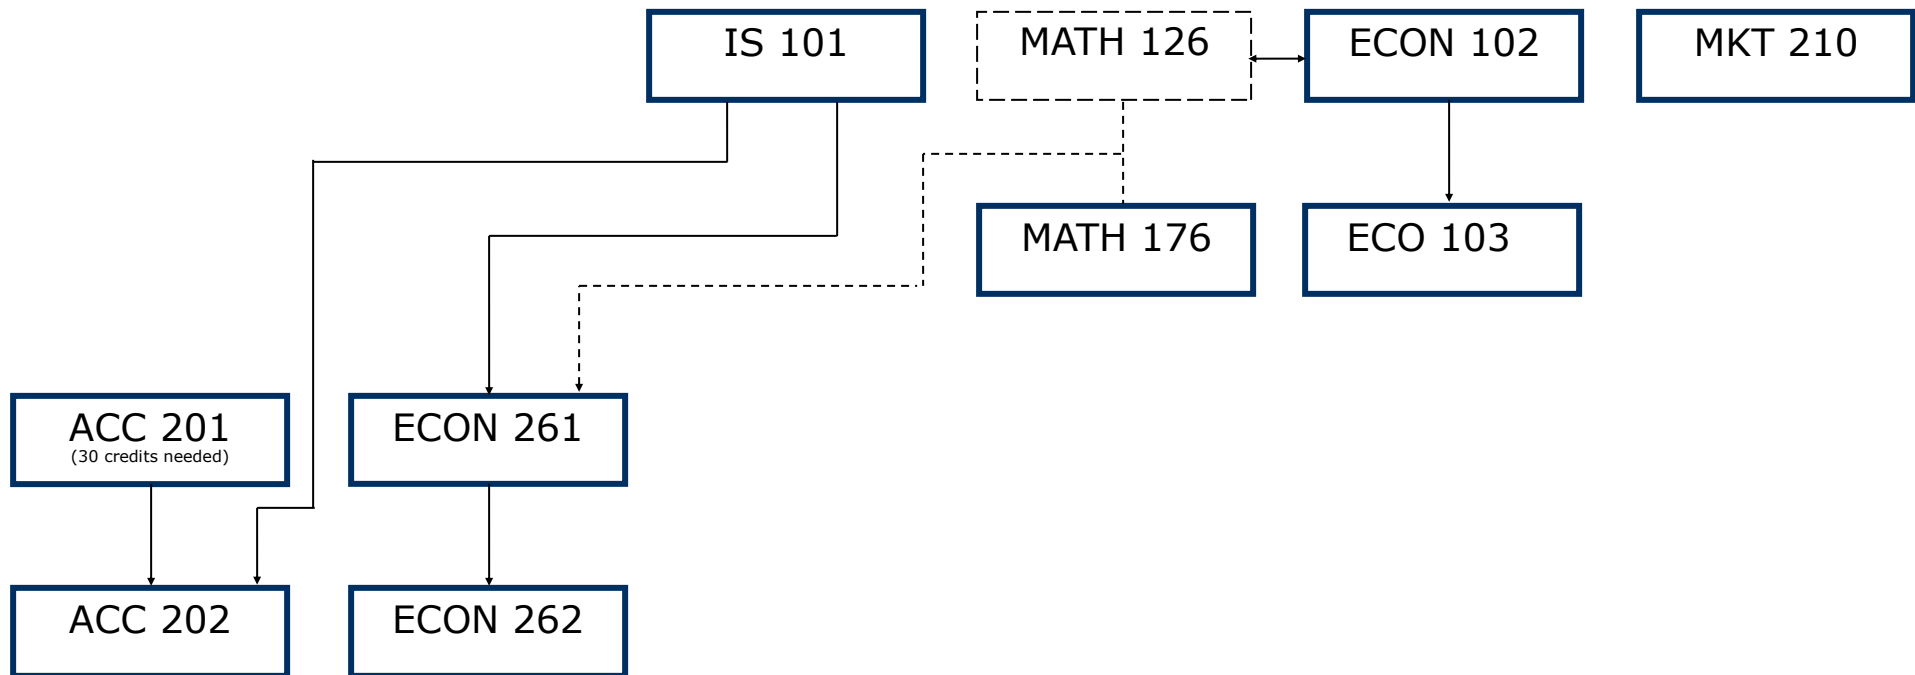 IS 101
MATH 126
ECON 102
MKT 210
MATH 176
ECO 103
ACC 201
(30 credits needed)
ECON 261
ACC 202
ECON 262